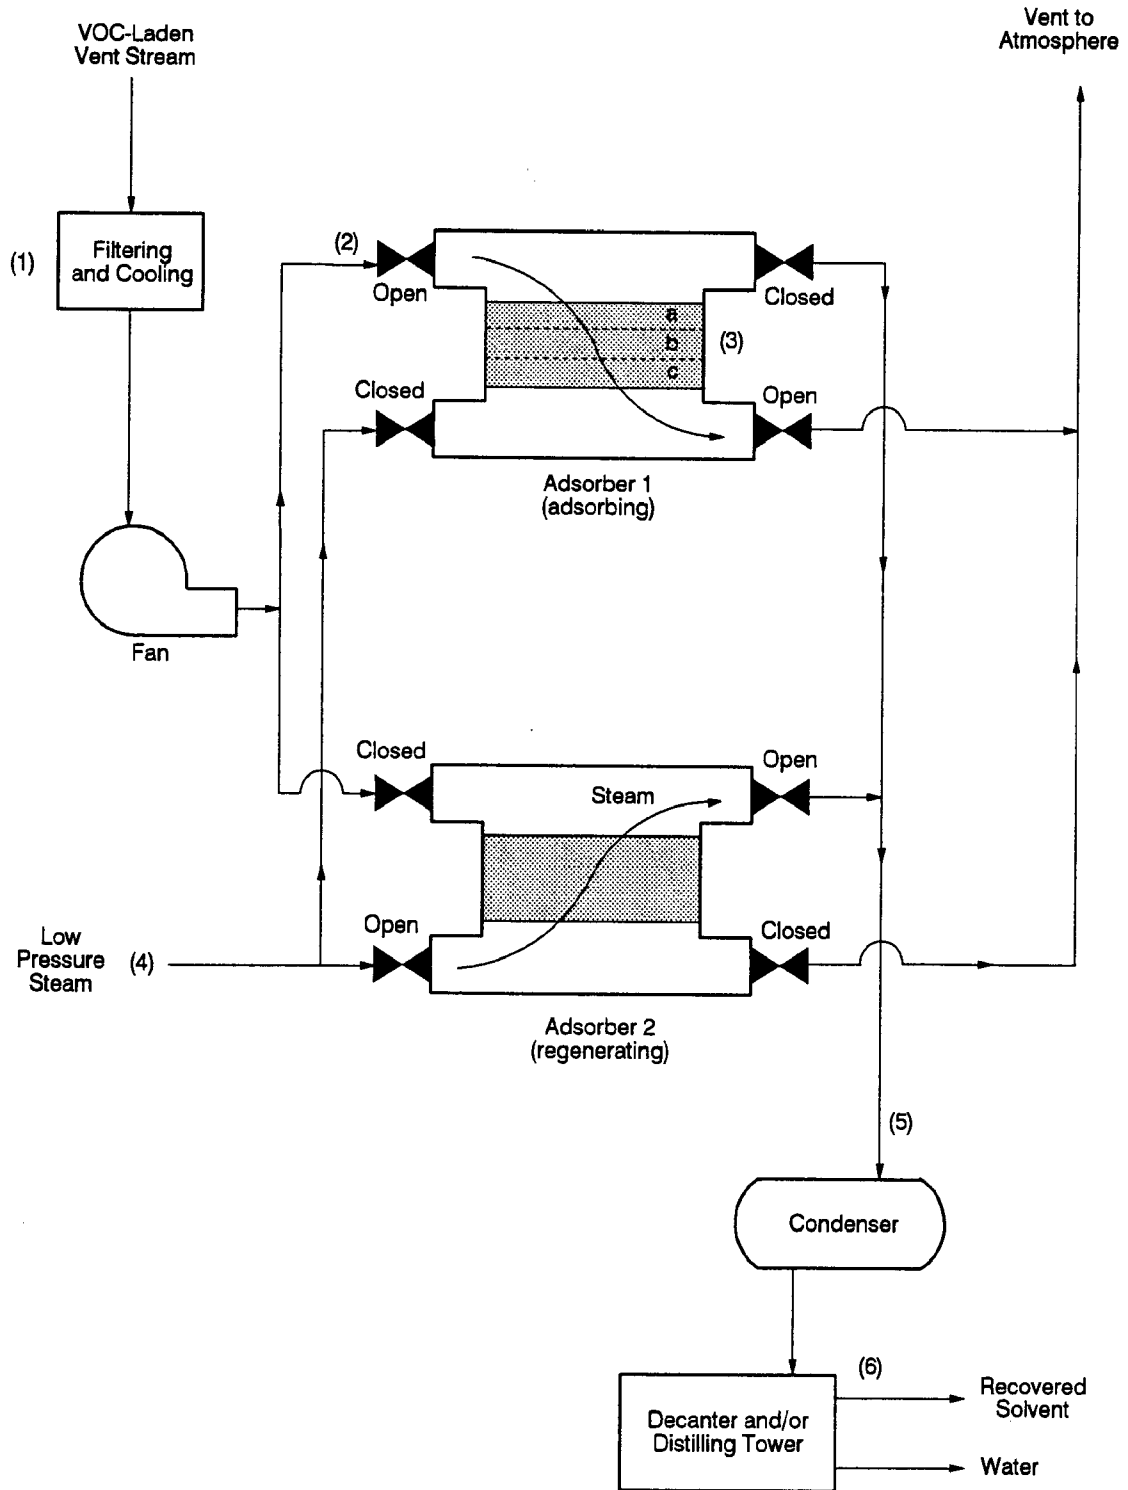 VOC-Laden
Vent Stream
Vent to
Atmosphere
(1)
Filtering
and Cooling
(2)
Open
Closed
a
b
c
(3)
Closed
Open
Adsorber 1
(adsorbing)
Fan
Closed
Steam
Open
Low
Pressure
Steam
(4)
Open
Closed
Adsorber 2
(regenerating)
(5)
Condenser
Decanter and/or
Distilling Tower
(6)
Recovered
Solvent
Water